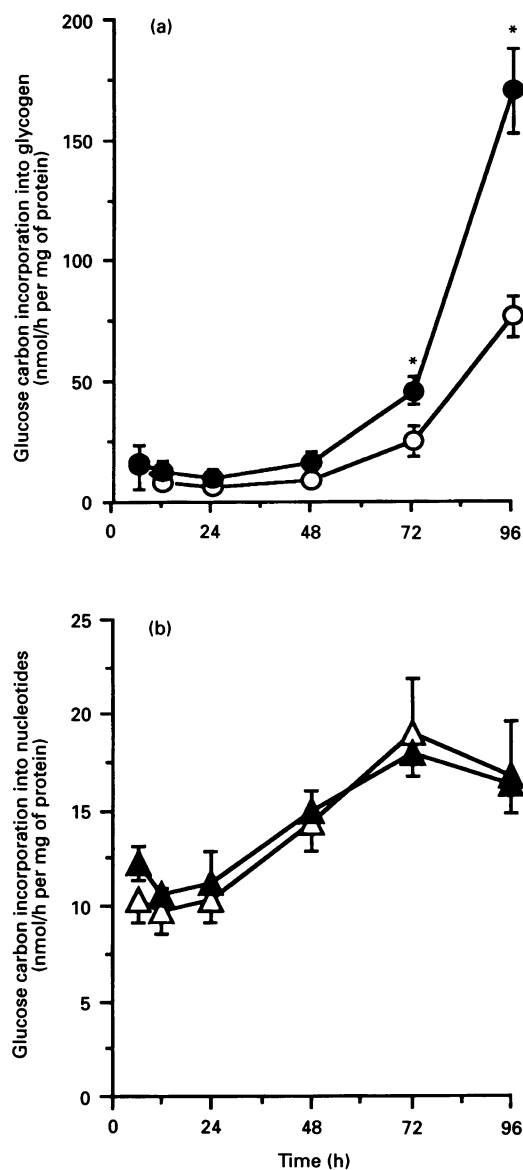 (a)
Glucose carbon incorporation into glycogen
(nmol/h per mg of protein)
200
150
100
50
0
*
*
0 24 48 72 96
(b)
Glucose carbon incorporation into nucleotides
(nmol/h per mg of protein)
25
20
15
10
5
0
0 24 48 72 96
Time (h)